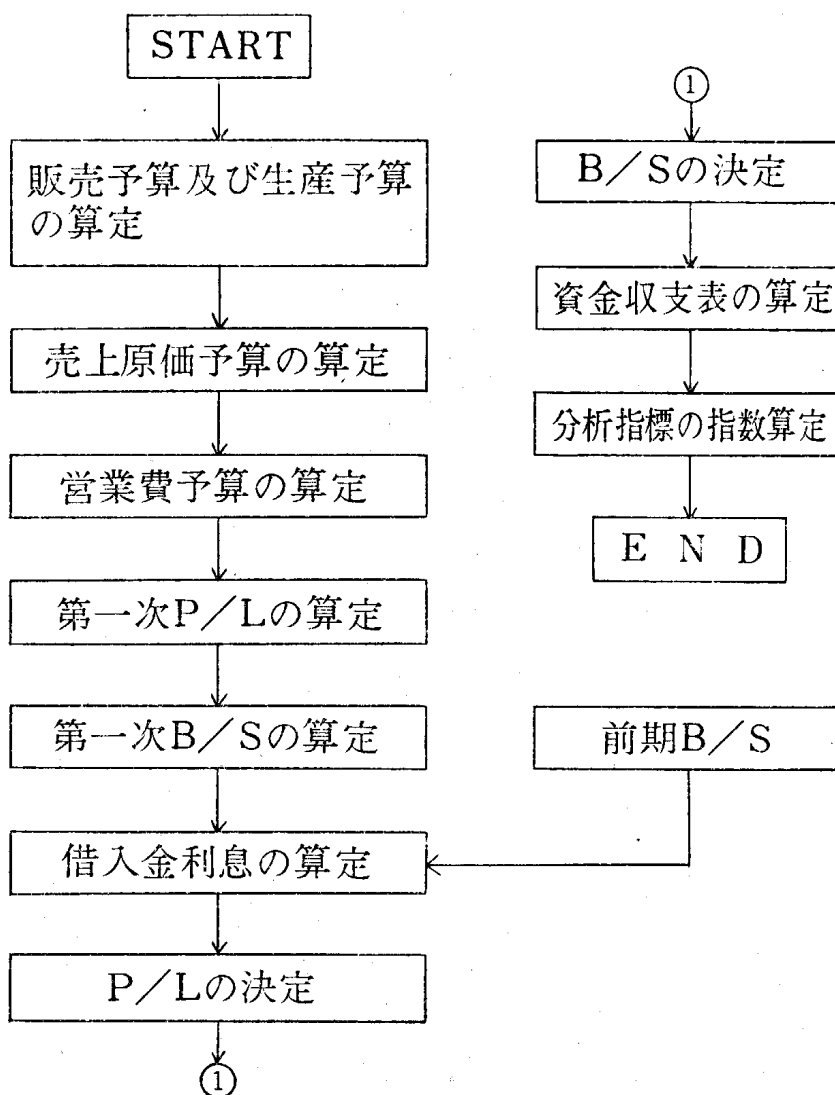 START
販売予算及び生産予算
の算定
売上原価予算の算定
営業費予算の算定
第一次P/Lの算定
第一次B/Sの算定
借入金利息の算定
P/Lの決定
①
①
B/Sの決定
資金収支表の算定
分析指標の指数算定
E N D
前期B/S